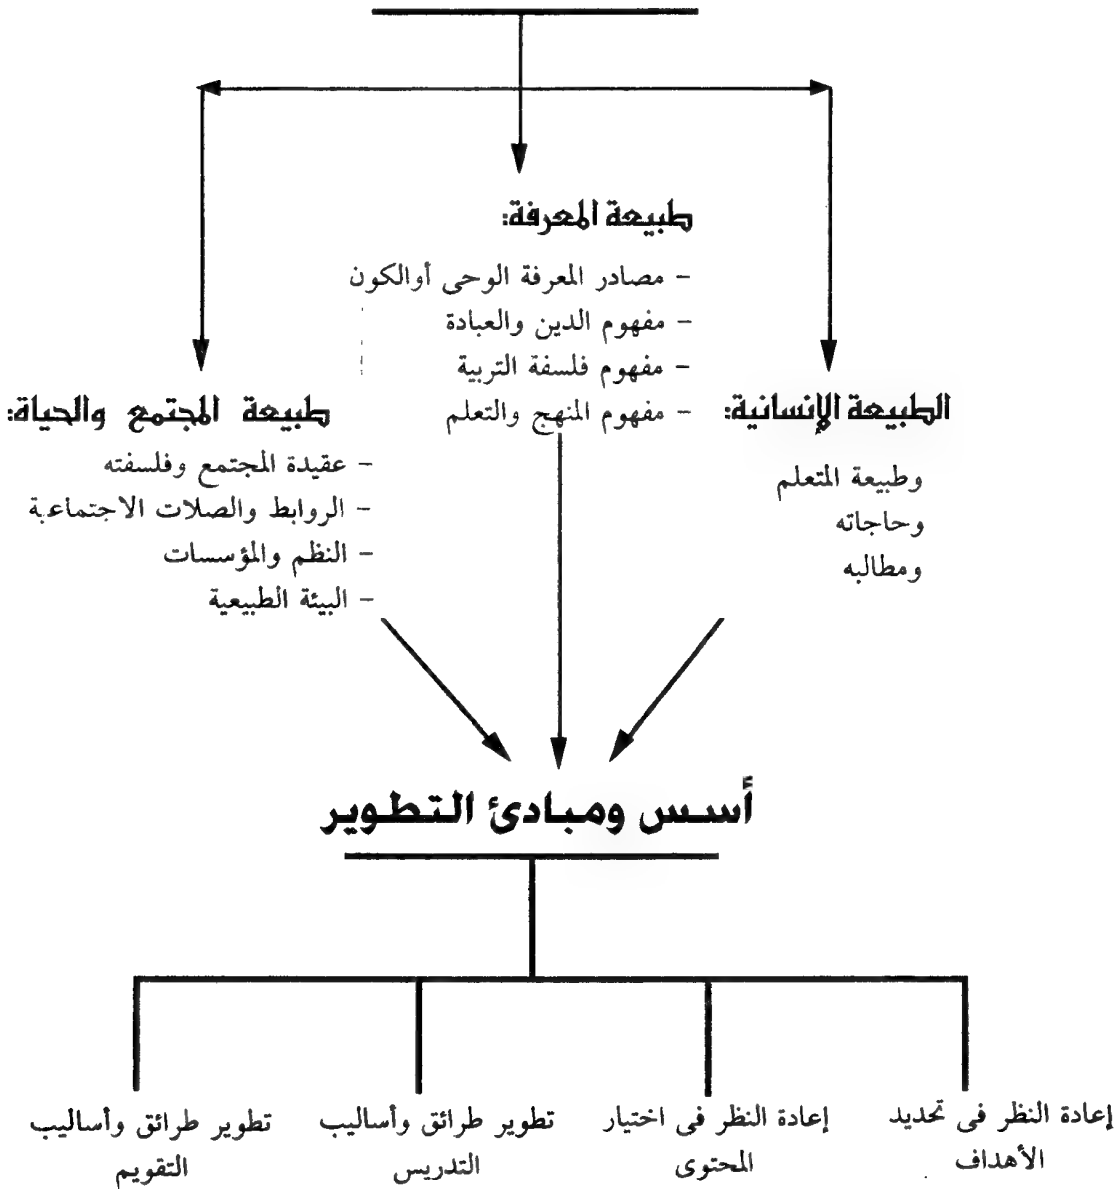 طبيعة المعرفة:
- مصادر المعرفة الوحى أوالكون
- مفهوم الدين والعبادة
- مفهوم فلسفة التربية
- مفهوم المنهج والتعلم
الطبيعة الإنسانية:
وطبيعة المتعلم
وحاجاته
ومطالبه
طبيعة المجتمع والحياة:
- عقيدة المجتمع وفلسفته
- الروابط والصلات الاجتماعية
- النظم والمؤسسات
- البيئة الطبيعية
أسس ومبادئ التطوير
إعادة النظر فى تحديد
الأهداف
إعادة النظر فى اختيار
المحتوى
تطوير طرائق وأساليب
التدريس
تطوير طرائق وأساليب
التقويم